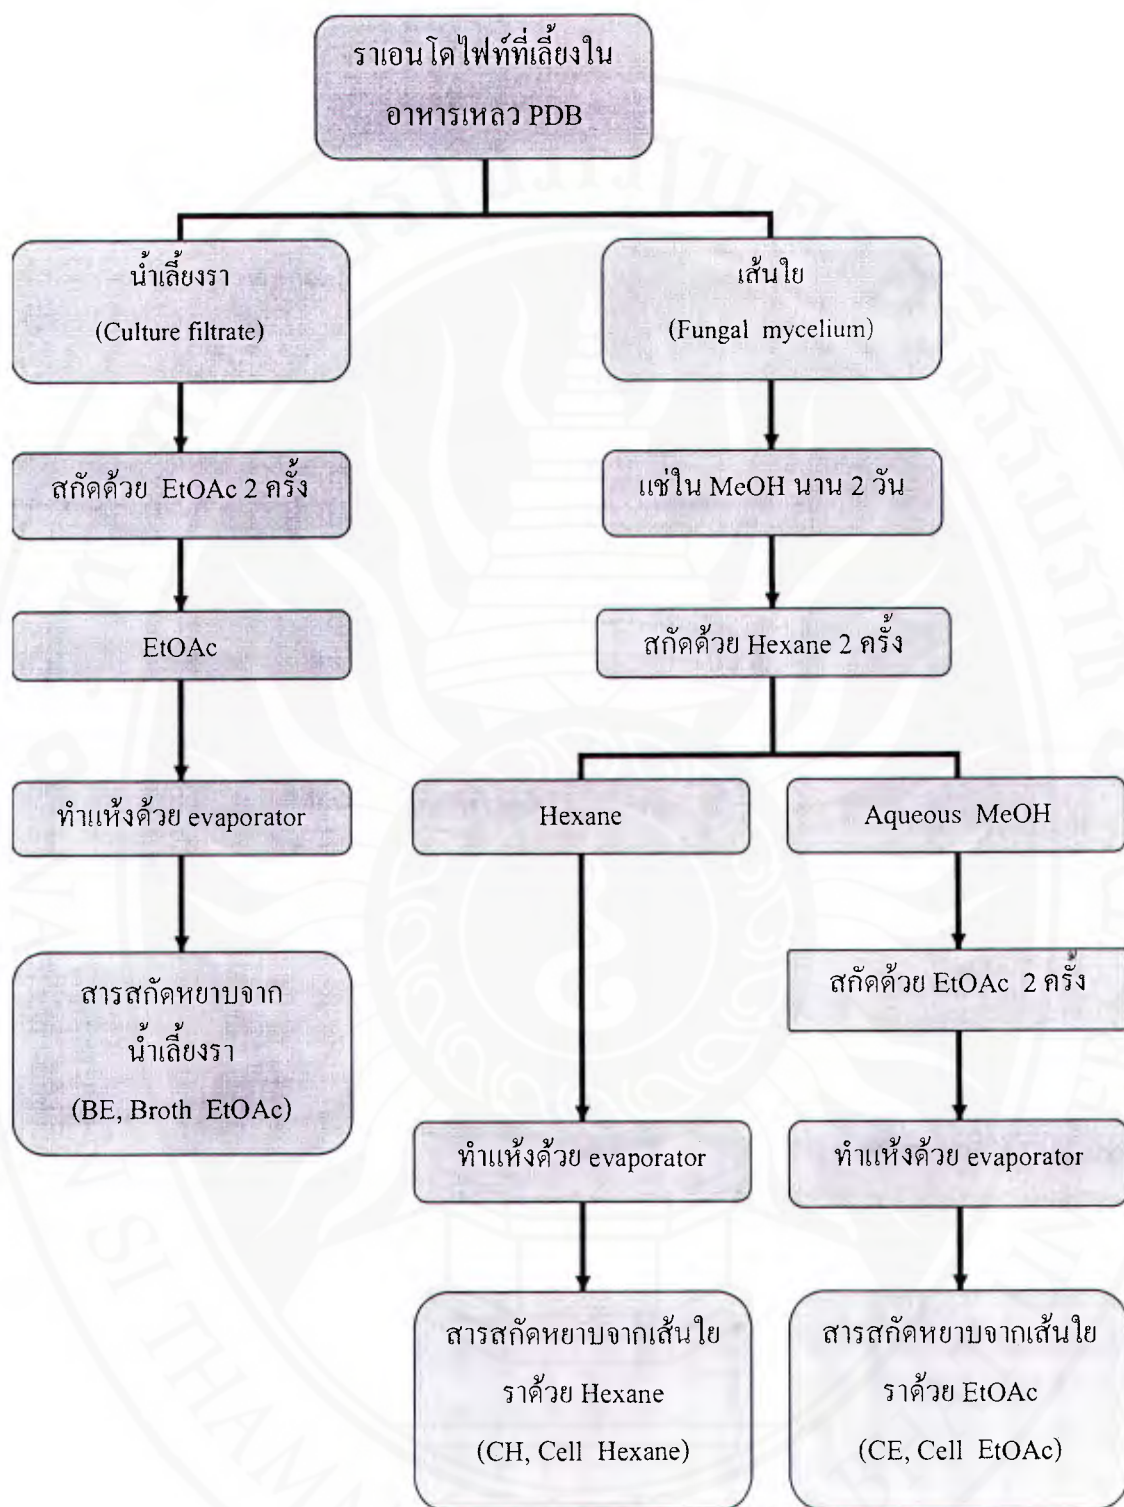 ราเอนโดไฟท์ที่เลี้ยงใน
อาหารเหลว PDB
น้ำเลี้ยงรา
(Culture filtrate)
เส้นใย
(Fungal mycelium)
สกัดด้วย EtOAc 2 ครั้ง
แช่ใน MeOH นาน 2 วัน
EtOAc
สกัดด้วย Hexane 2 ครั้ง
ทำแห้งด้วย evaporator
Hexane
Aqueous MeOH
สารสกัดหยาบจาก
น้ำเลี้ยงรา
(BE, Broth EtOAc)
สกัดด้วย EtOAc 2 ครั้ง
ทำแห้งด้วย evaporator
ทำแห้งด้วย evaporator
สารสกัดหยาบจากเส้นใย
ราด้วย Hexane
(CH, Cell Hexane)
สารสกัดหยาบจากเส้นใย
ราด้วย EtOAc
(CE, Cell EtOAc)